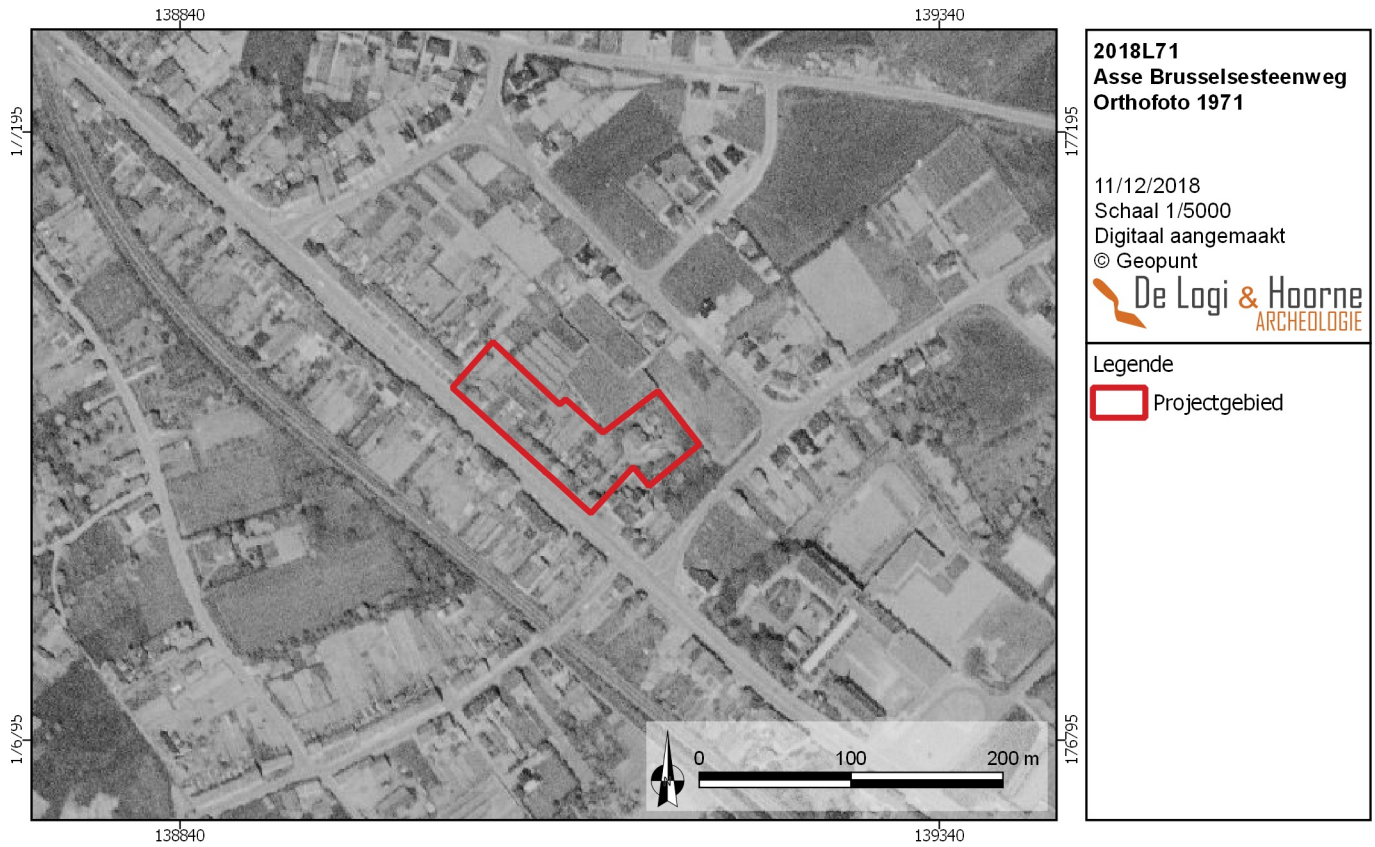 138840
139340
177195
177195
176795
176795
138840
139340
N
0 100 200 m
2018L71
Asse Brusselsesteenweg
Orthofoto 1971
11/12/2018
Schaal 1/5000
Digitaal aangemaakt
© Geopunt
De Logi & Hoorne
ARCHEOLOGIE
Legende
Projectgebied